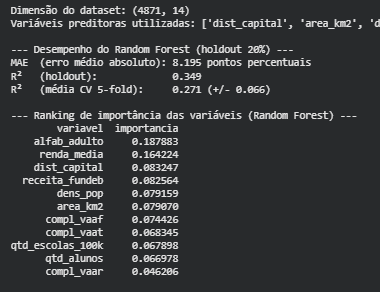 Dimensão do dataset: (4871, 14)
Variáveis preditoras utilizadas: ['dist_capital', 'area_km2', 'd
--- Desempenho do Random Forest (holdout 20%) ---
MAE (erro médio absoluto): 8.195 pontos percentuais
R² (holdout): 0.349
R² (média CV 5-fold): 0.271 (+/- 0.066)
--- Ranking de importância das variáveis (Random Forest) ---
variavel importancia
alfab_adulto 0.187883
renda_media 0.164224
dist_capital 0.083247
receita_fundeb 0.082564
dens_pop 0.079159
area_km2 0.079070
compl_vaaf 0.074426
compl_vaat 0.068345
qtd_escolas_100k 0.067898
qtd_alunos 0.066978
compl_vaar 0.046206